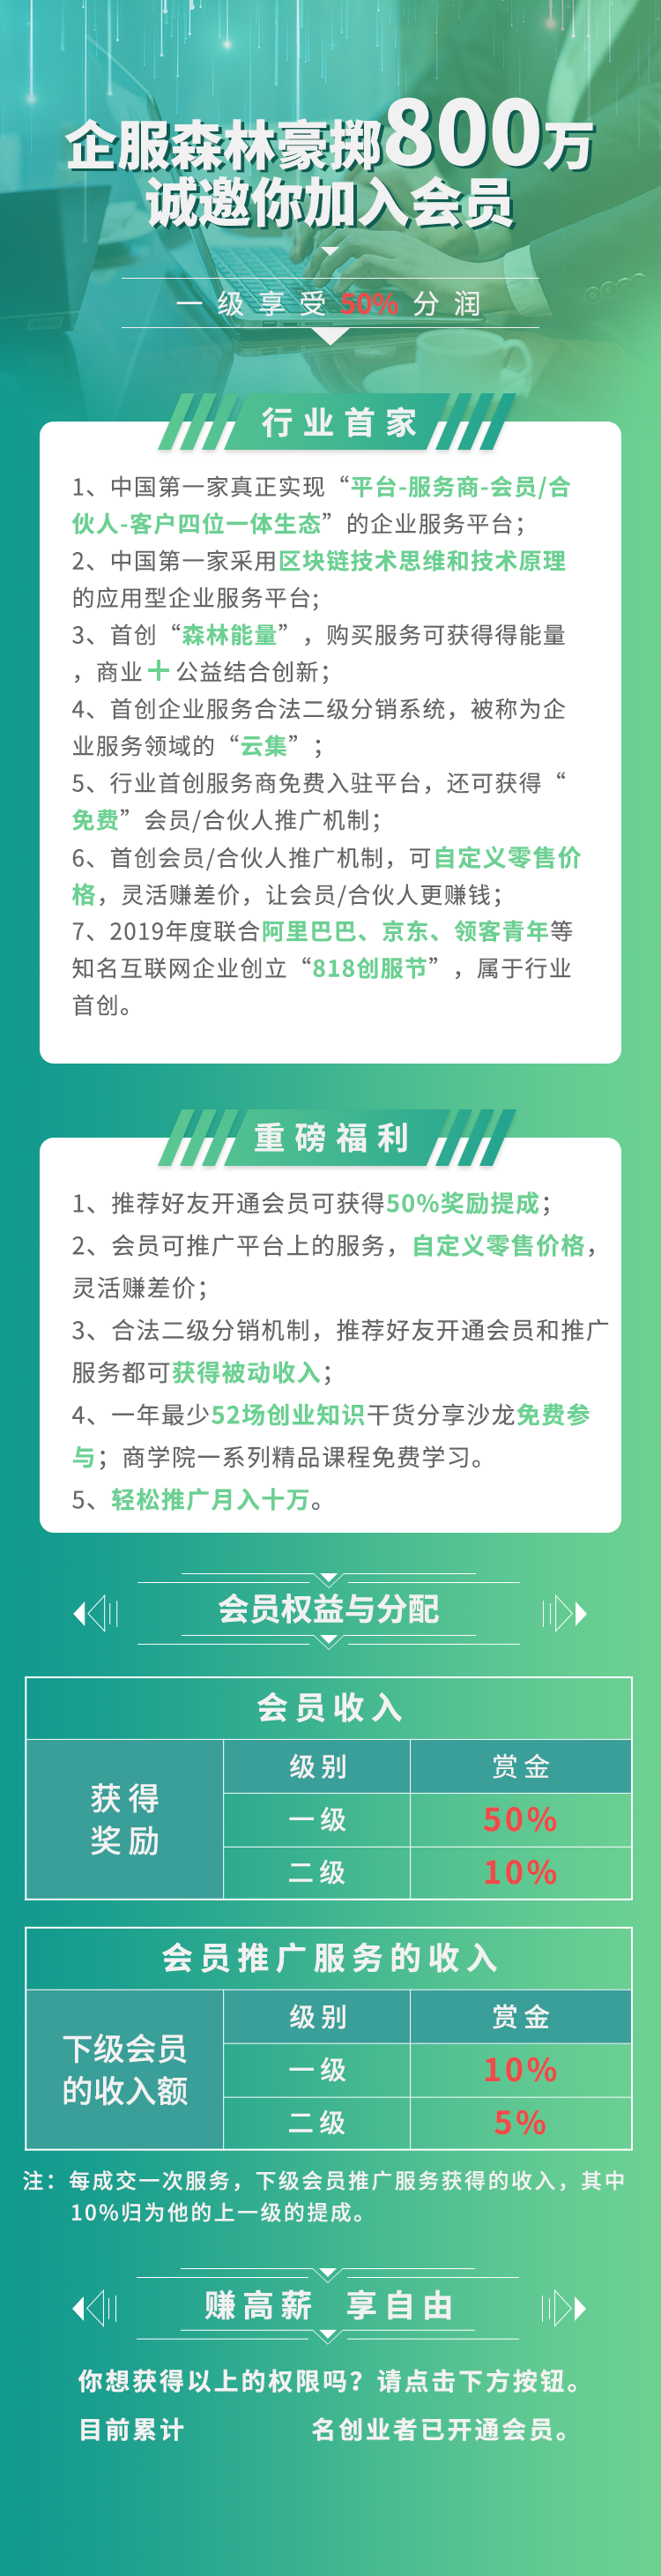 企服森林豪掷800万
诚邀你加入会员
一级享受50%分润
行业首家
1、中国第一家真正实现“平台-服务商-会员/合
伙人-客户四位一体生态”的企业服务平台；
2、中国第一家采用区块链技术思维和技术原理
的应用型企业服务平台；
3、首创“森林能量”，购买服务可获得得能量
，商业＋公益结合创新；
4、首创企业服务合法二级分销系统，被称为企
业服务领域的“云集”；
5、行业首创服务商免费入驻平台，还可获得“
免费”会员/合伙人推广机制；
6、首创会员/合伙人推广机制，可自定义零售价
格，灵活赚差价，让会员/合伙人更赚钱；
7、2019年度联合阿里巴巴、京东、领客青年等
知名互联网企业创立“818创服节”，属于行业
首创。
重磅福利
1、推荐好友开通会员可获得50%奖励提成；
2、会员可推广平台上的服务，自定义零售价格，
灵活赚差价；
3、合法二级分销机制，推荐好友开通会员和推广
服务都可获得被动收入；
4、一年最少52场创业知识干货分享沙龙免费参
与；商学院一系列精品课程免费学习。
5、轻松推广月入十万。
会员权益与分配
会员收入
获得
奖励
级别 赏金
一级 50%
二级 10%
会员推广服务的收入
下级会员
的收入额
级别 赏金
一级 10%
二级 5%
注：每成交一次服务，下级会员推广服务获得的收入，其中
10%归为他的上一级的提成。
赚高薪 享自由
你想获得以上的权限吗？请点击下方按钮。
目前累计 名创业者已开通会员。